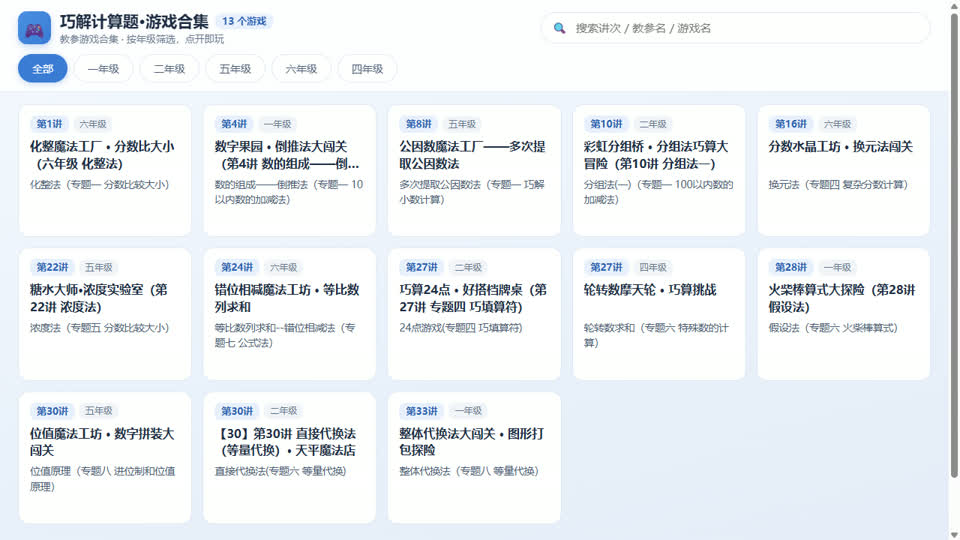 巧解计算题•游戏合集 13 个游戏
教参游戏合集 · 按年级筛选，点开即玩
搜索讲次 / 教参名 / 游戏名
全部 一年级 二年级 五年级 六年级 四年级
第1讲 六年级
化整魔法工厂 • 分数比大小
（六年级 化整法）
化整法（专题一 分数比较大小）
第4讲 一年级
数字果园 • 倒推法大闯关
（第4讲 数的组成——倒...
数的组成——倒推法（专题一 10
以内数的加减法）
第8讲 五年级
公因数魔法工厂——多次提
取公因数法
多次提取公因数法（专题一 巧解
小数计算）
第10讲 二年级
彩虹分组桥 • 分组法巧算大
冒险（第10讲 分组法一）
分组法(一)（专题一 100以内数的
加减法）
第16讲 六年级
分数水晶工坊 • 换元法闯关
换元法（专题四 复杂分数计算）
第22讲 五年级
糖水大师•浓度实验室（第
22讲 浓度法）
浓度法（专题五 分数比较大小）
第24讲 六年级
错位相减魔法工坊 • 等比数
列求和
等比数列求和--错位相减法（专
题七 公式法）
第27讲 二年级
巧算24点 • 好搭档牌桌（第
27讲 专题四 巧填算符）
24点游戏(专题四 巧填算符)
第27讲 四年级
轮转数摩天轮 • 巧算挑战
轮转数求和（专题六 特殊数的计
算）
第28讲 一年级
火柴棒算式大探险（第28讲
假设法）
假设法（专题六 火柴棒算式）
第30讲 五年级
位值魔法工坊 • 数字拼装大
闯关
位值原理（专题八 进位制和位值
原理）
第30讲 二年级
【30】第30讲 直接代换法
（等量代换）• 天平魔法店
直接代换法(专题六 等量代换)
第33讲 一年级
整体代换法大闯关 • 图形打
包探险
整体代换法（专题八 等量代换）